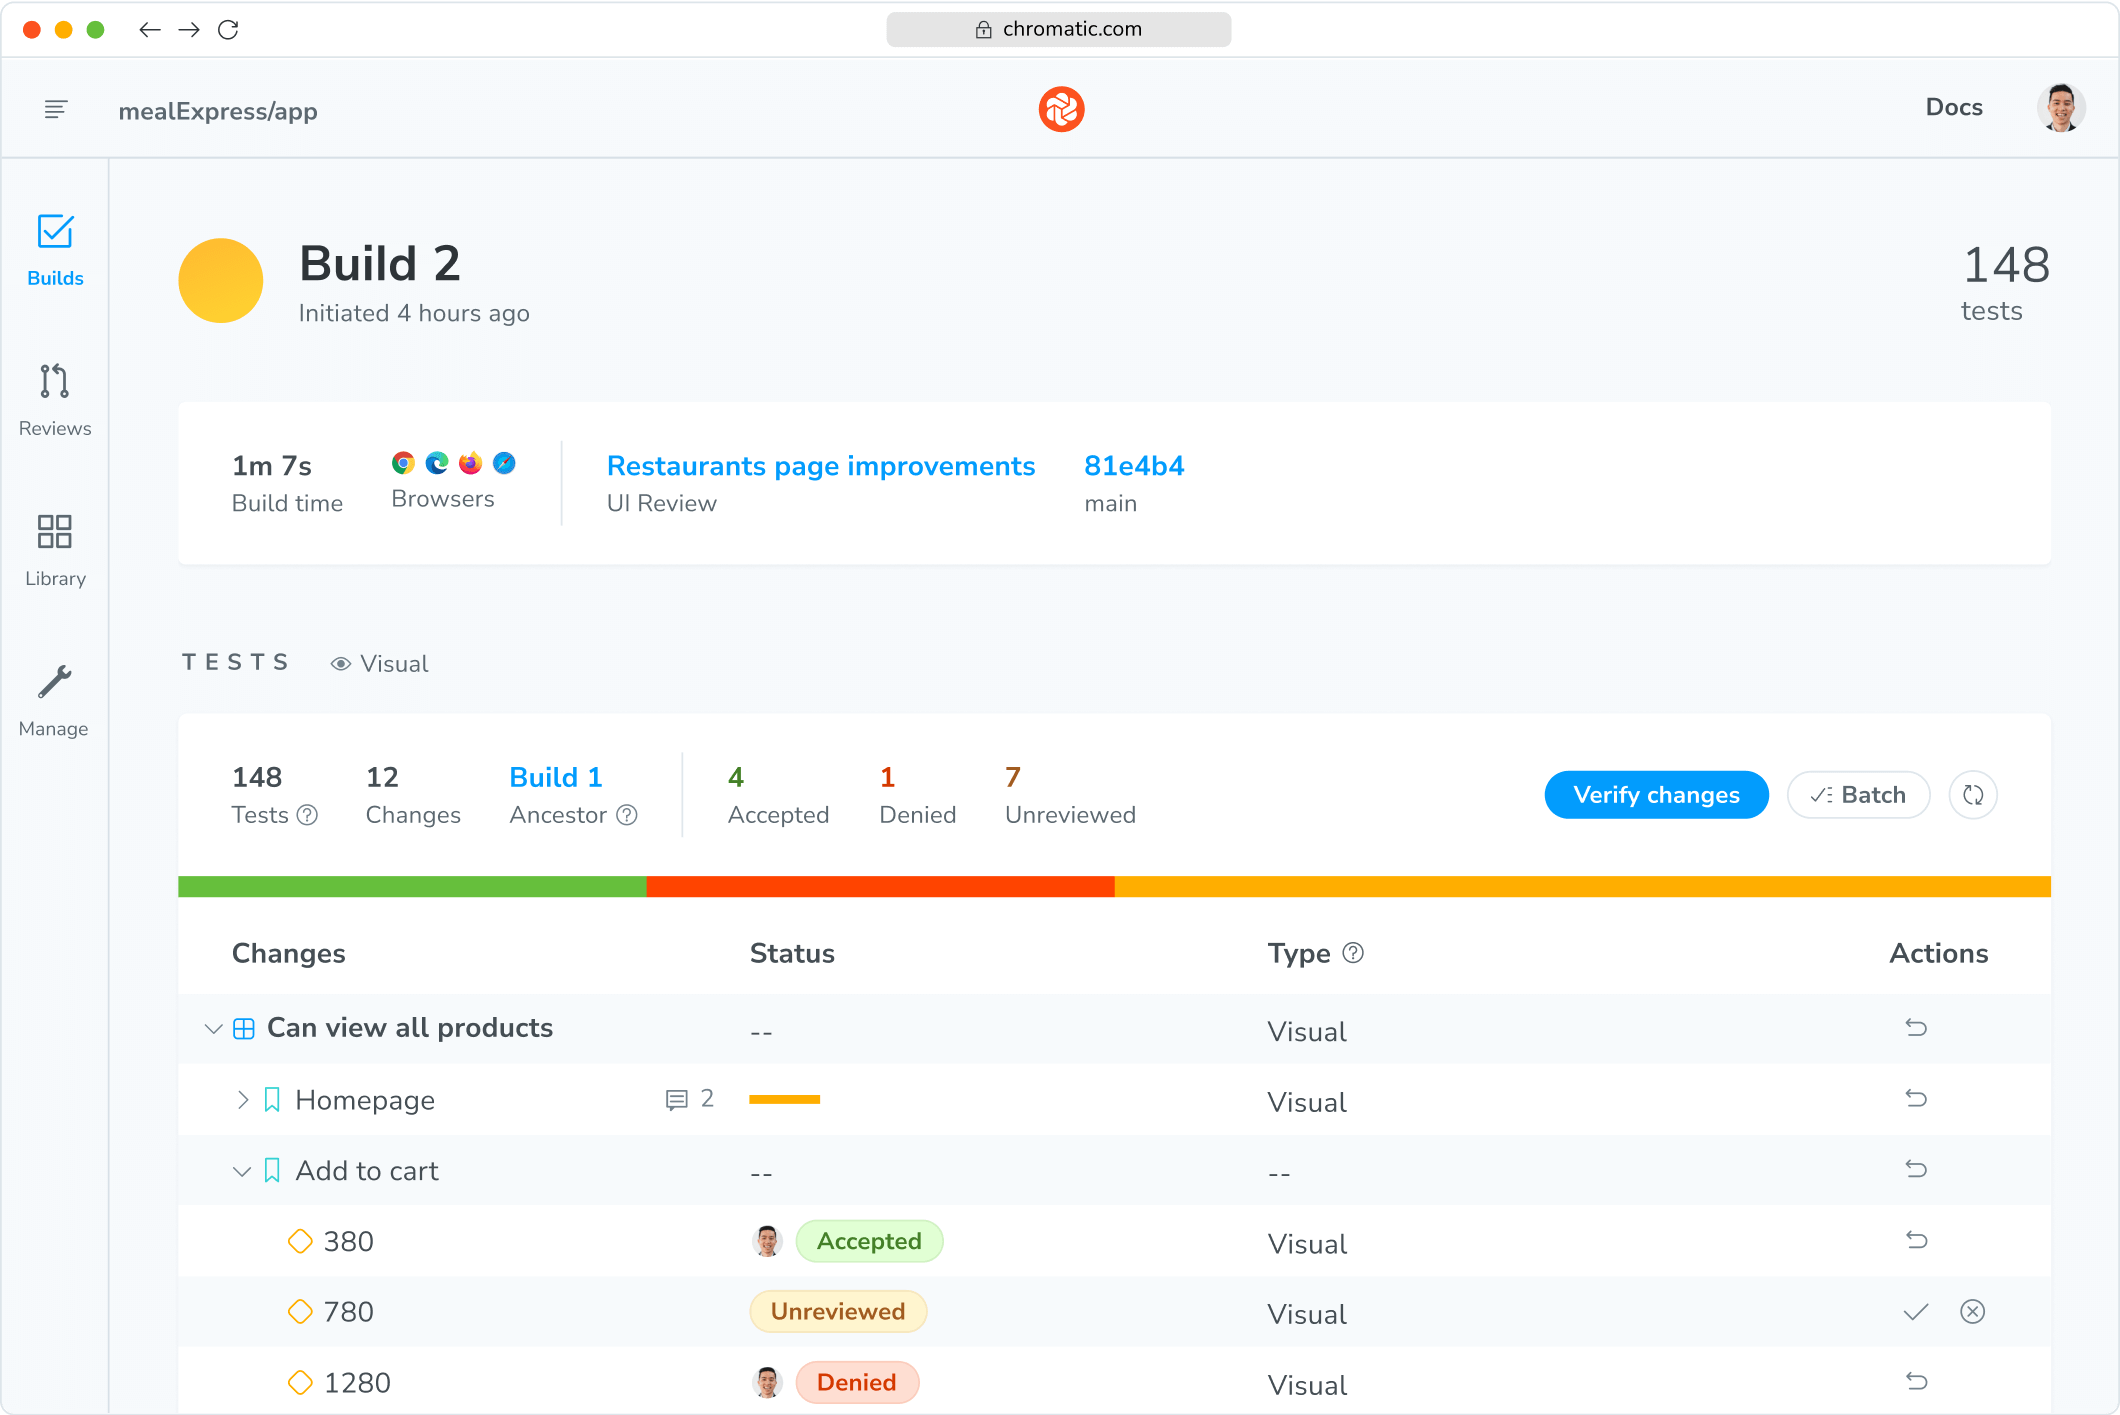 chromatic.com
mealExpress/app
Docs
Builds
Reviews
Library
Manage
Build 2
Initiated 4 hours ago
148
tests
1m 7s
Build time
Browsers
Restaurants page improvements
UI Review
81e4b4
main
TESTS Visual
148
Tests ?
12
Changes
Build 1
Ancestor ?
4
Accepted
1
Denied
7
Unreviewed
Verify changes
Batch
Changes Status Type ? Actions
Can view all products -- Visual
Homepage 2 Visual
Add to cart -- --
380 Accepted Visual
780 Unreviewed Visual
1280 Denied Visual